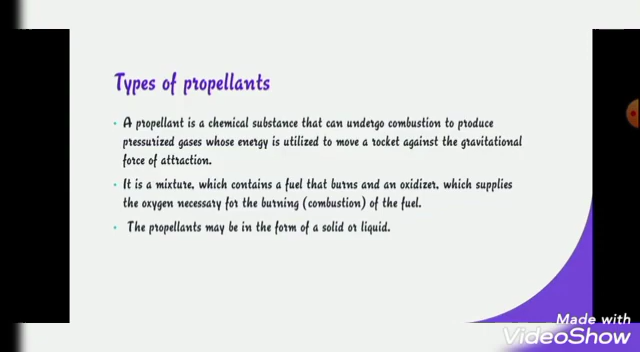 Types of propellants
A propellant is a chemical substance that can undergo combustion to produce
pressurized gases whose energy is utilized to move a rocket against the gravitational
force of attraction.
It is a mixture, which contains a fuel that burns and an oxidizer, which supplies
the oxygen necessary for the burning (combustion) of the fuel.
The propellants may be in the form of a solid or liquid.
Made with
VideoShow